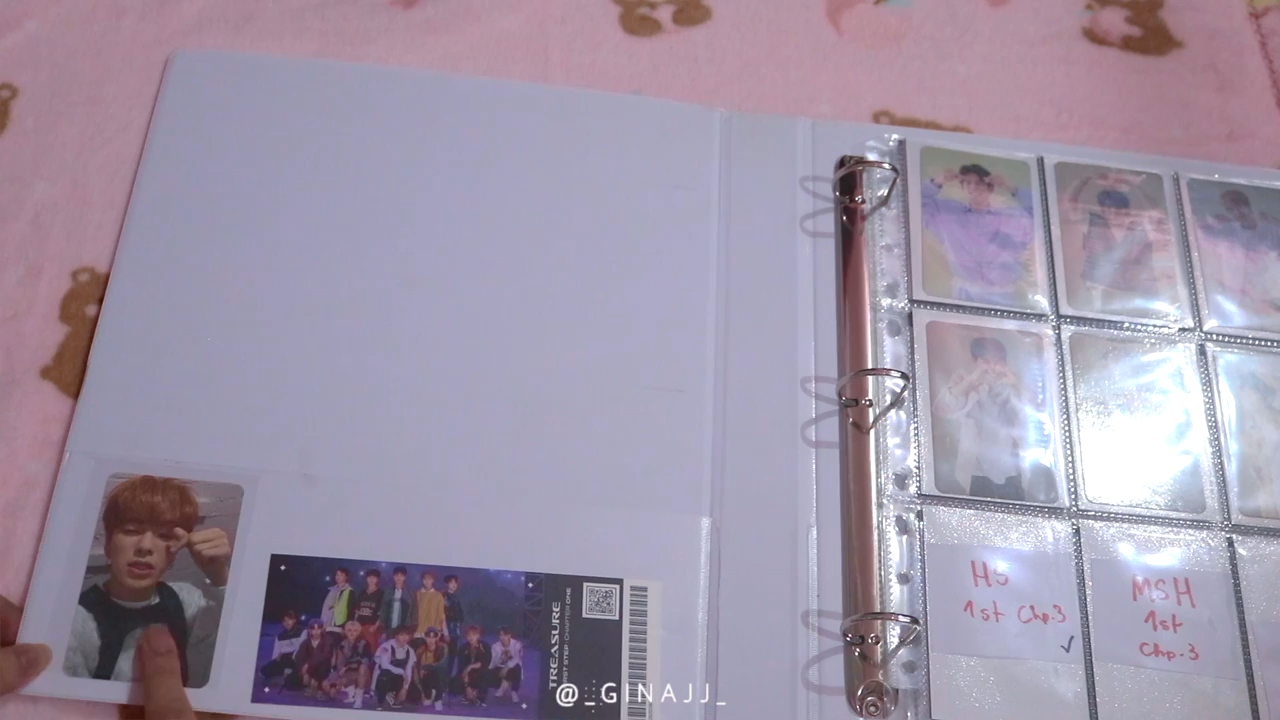 HS
1st Chp.3
MSH
1st
Chp.3
TREASURE
FIRST STEP : CHAPTER ONE
@_GINAJJ_